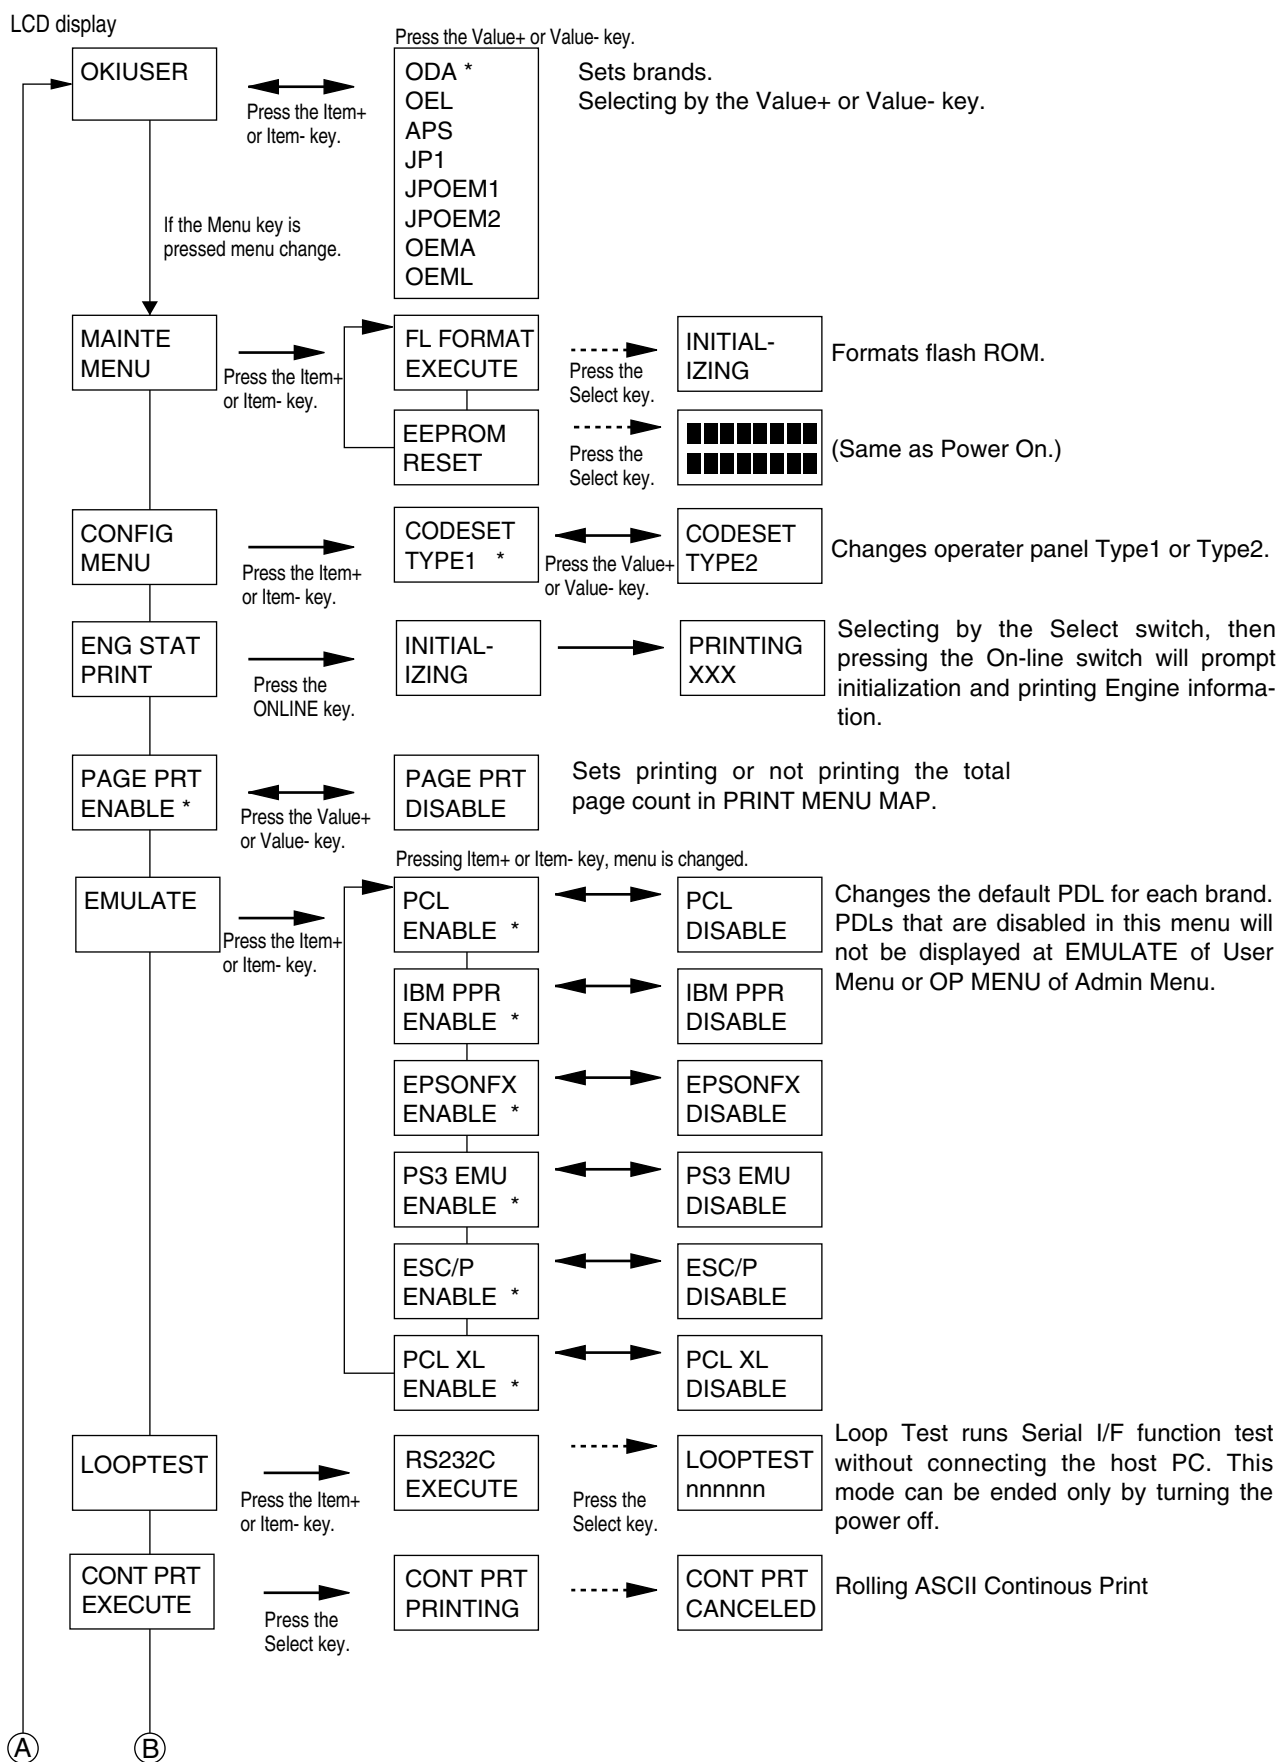 LCD display
Press the Value+ or Value- key.
OKIUSER
Press the Item+
or Item- key.
ODA *
OEL
APS
JP1
JPOEM1
JPOEM2
OEMA
OEML
Sets brands.
Selecting by the Value+ or Value- key.
If the Menu key is
pressed menu change.
MAINTE
MENU
Press the Item+
or Item- key.
FL FORMAT
EXECUTE
Press the
Select key.
INITIAL-
IZING
Formats flash ROM.
EEPROM
RESET
Press the
Select key.
(Same as Power On.)
CONFIG
MENU
Press the Item+
or Item- key.
CODESET
TYPE1 *
Press the Value+
or Value- key.
CODESET
TYPE2
Changes operater panel Type1 or Type2.
ENG STAT
PRINT
Press the
ONLINE key.
INITIAL-
IZING
PRINTING
XXX
Selecting by the Select switch, then
pressing the On-line switch will prompt
initialization and printing Engine informa-
tion.
PAGE PRT
ENABLE *
Press the Value+
or Value- key.
PAGE PRT
DISABLE
Sets printing or not printing the total
page count in PRINT MENU MAP.
Pressing Item+ or Item- key, menu is changed.
EMULATE
Press the Item+
or Item- key.
PCL
ENABLE *
PCL
DISABLE
Changes the default PDL for each brand.
PDLs that are disabled in this menu will
not be displayed at EMULATE of User
Menu or OP MENU of Admin Menu.
IBM PPR
ENABLE *
IBM PPR
DISABLE
EPSONFX
ENABLE *
EPSONFX
DISABLE
PS3 EMU
ENABLE *
PS3 EMU
DISABLE
ESC/P
ENABLE *
ESC/P
DISABLE
PCL XL
ENABLE *
PCL XL
DISABLE
LOOPTEST
Press the Item+
or Item- key.
RS232C
EXECUTE
Press the
Select key.
LOOPTEST
nnnnnn
Loop Test runs Serial I/F function test
without connecting the host PC. This
mode can be ended only by turning the
power off.
CONT PRT
EXECUTE
Press the
Select key.
CONT PRT
PRINTING
CONT PRT
CANCELED
Rolling ASCII Continous Print
A
B